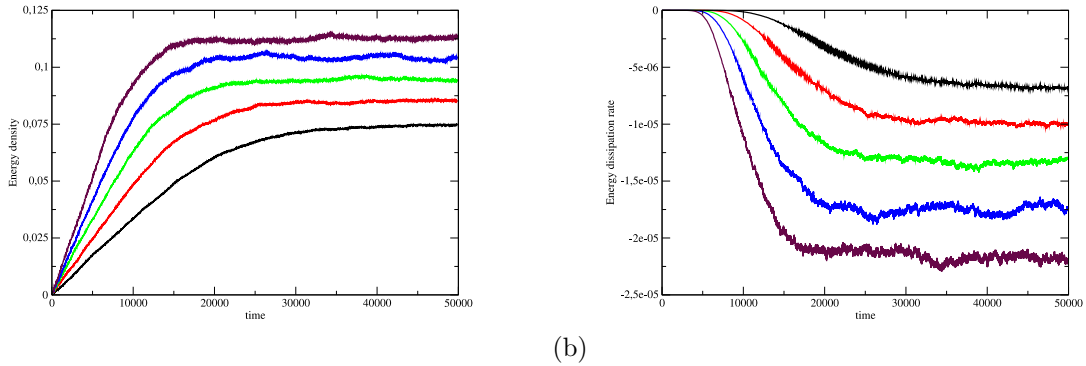 0,125
0,1
0,075
0,05
0,025
0
Energy density
0 10000 20000 30000 40000 50000
time
0
-5e-06
-1e-05
-1.5e-05
-2e-05
-2,5e-05
Energy dissipation rate
0 10000 20000 30000 40000 50000
time
(b)